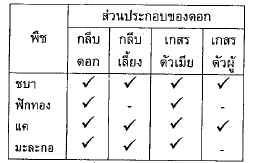 พืช ส่วนประกอบของดอก
กลีบดอก กลีบเลี้ยง เกสรตัวเมีย เกสรตัวผู้
ชบา ✓ ✓ ✓ ✓
ฟักทอง ✓ - ✓ -
แค ✓ ✓ ✓ ✓
มะละกอ ✓ ✓ ✓ -